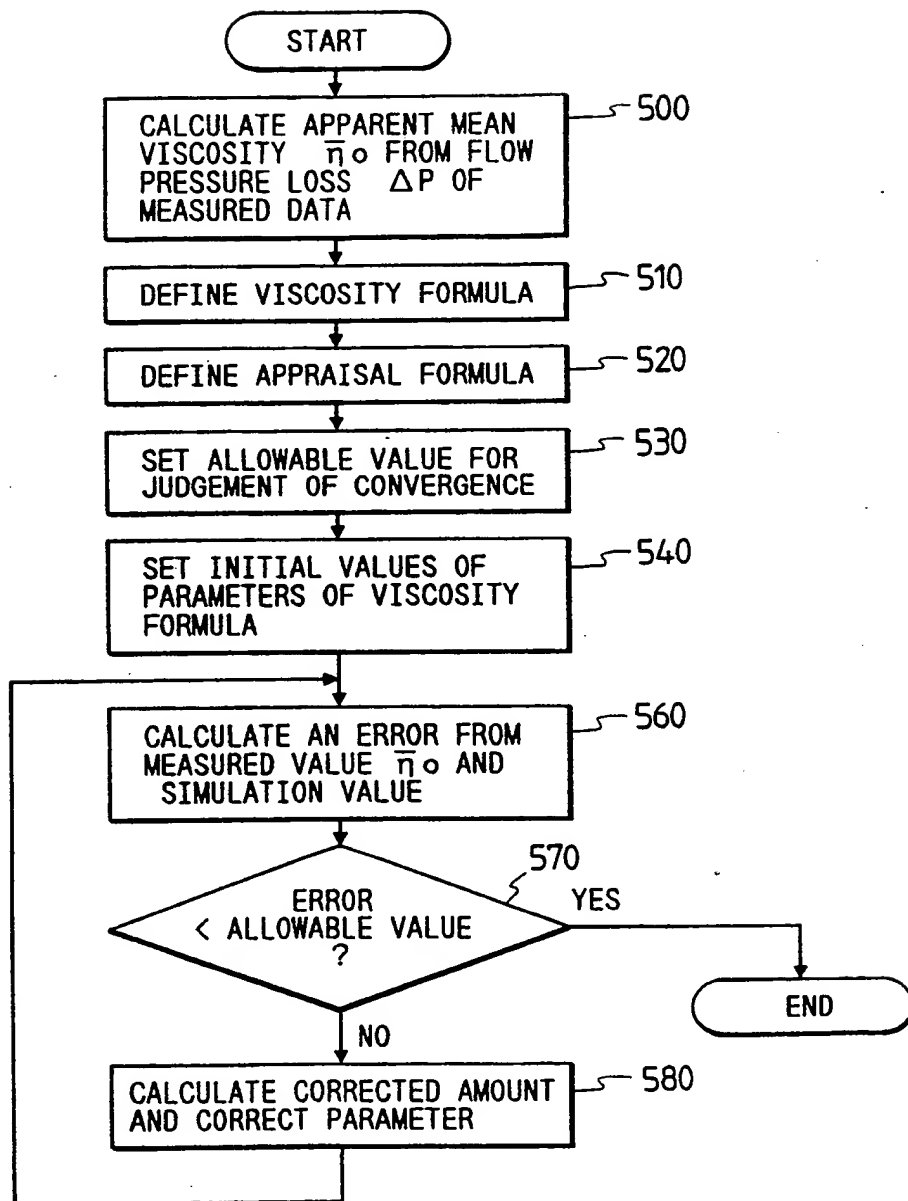 START
500
CALCULATE APPARENT MEAN
VISCOSITY η̄o FROM FLOW
PRESSURE LOSS ΔP OF
MEASURED DATA
510
DEFINE VISCOSITY FORMULA
520
DEFINE APPRAISAL FORMULA
530
SET ALLOWABLE VALUE FOR
JUDGEMENT OF CONVERGENCE
540
SET INITIAL VALUES OF
PARAMETERS OF VISCOSITY
FORMULA
560
CALCULATE AN ERROR FROM
MEASURED VALUE η̄o AND
SIMULATION VALUE
570
ERROR
< ALLOWABLE VALUE
?
YES
END
NO
580
CALCULATE CORRECTED AMOUNT
AND CORRECT PARAMETER